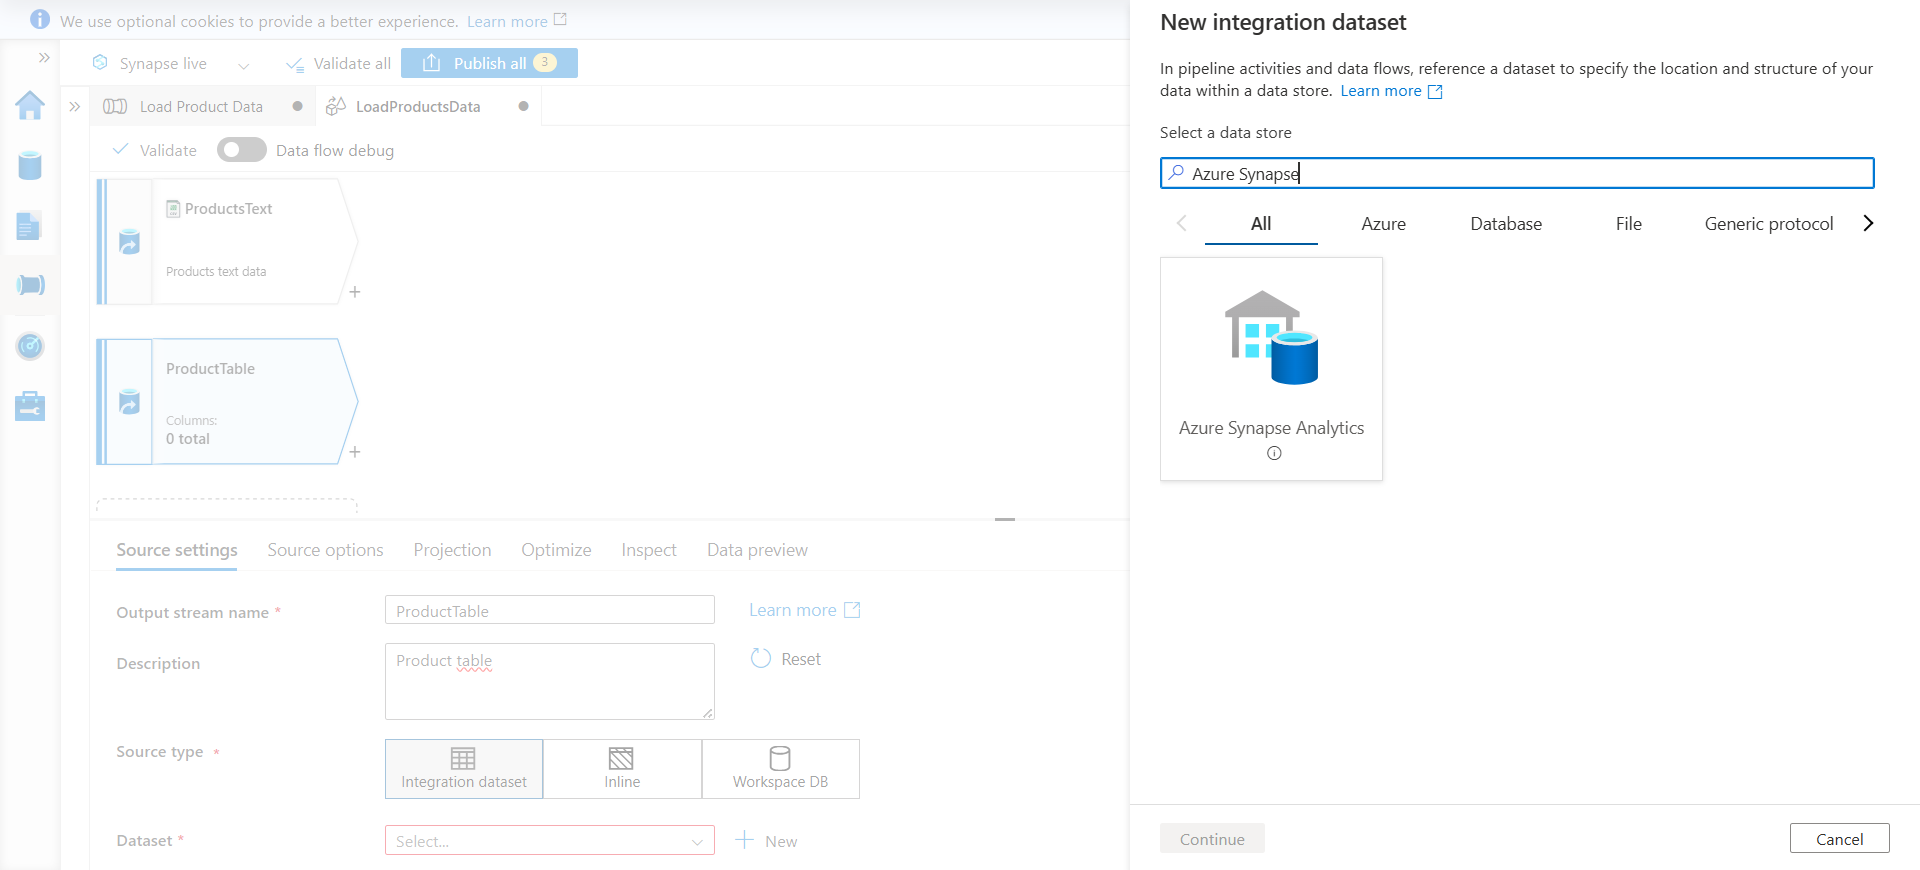 We use optional cookies to provide a better experience. Learn more
Synapse live
Validate all
Publish all 3
Load Product Data
LoadProductsData
Validate
Data flow debug
ProductsText
Products text data
+
ProductTable
Columns:
0 total
+
Source settings
Source options
Projection
Optimize
Inspect
Data preview
Output stream name *
ProductTable
Learn more
Description
Product table
Reset
Source type *
Integration dataset
Inline
Workspace DB
Dataset *
Select...
New
New integration dataset
In pipeline activities and data flows, reference a dataset to specify the location and structure of your
data within a data store. Learn more
Select a data store
Azure Synapse
All
Azure
Database
File
Generic protocol
Azure Synapse Analytics
Continue
Cancel